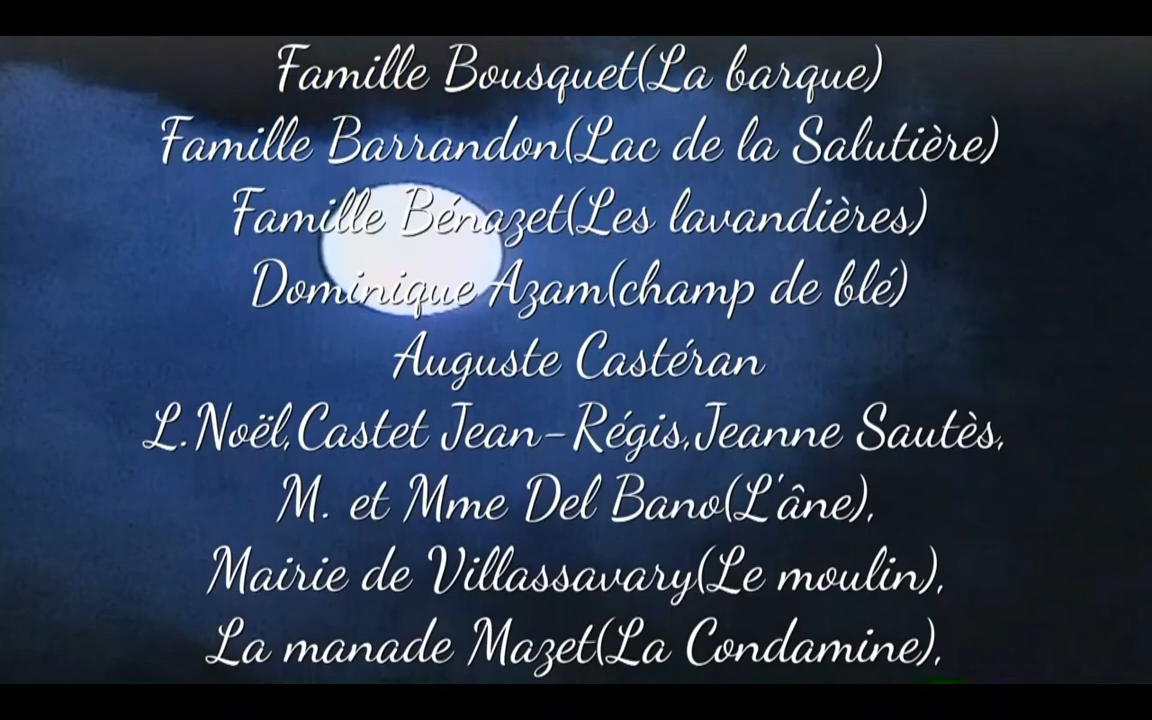 Famille Bousquet(La barque)
Famille Barrandon(Lac de la Salutière)
Famille Bénazet(Les lavandières)
Dominique Azam(champ de blé)
Auguste Castéran
L.Noël,Castet Jean-Régis,Jeanne Sautès,
M. et Mme Del Bano(L'âne),
Mairie de Villassavary(Le moulin),
La manade Mazet(La Condamine),